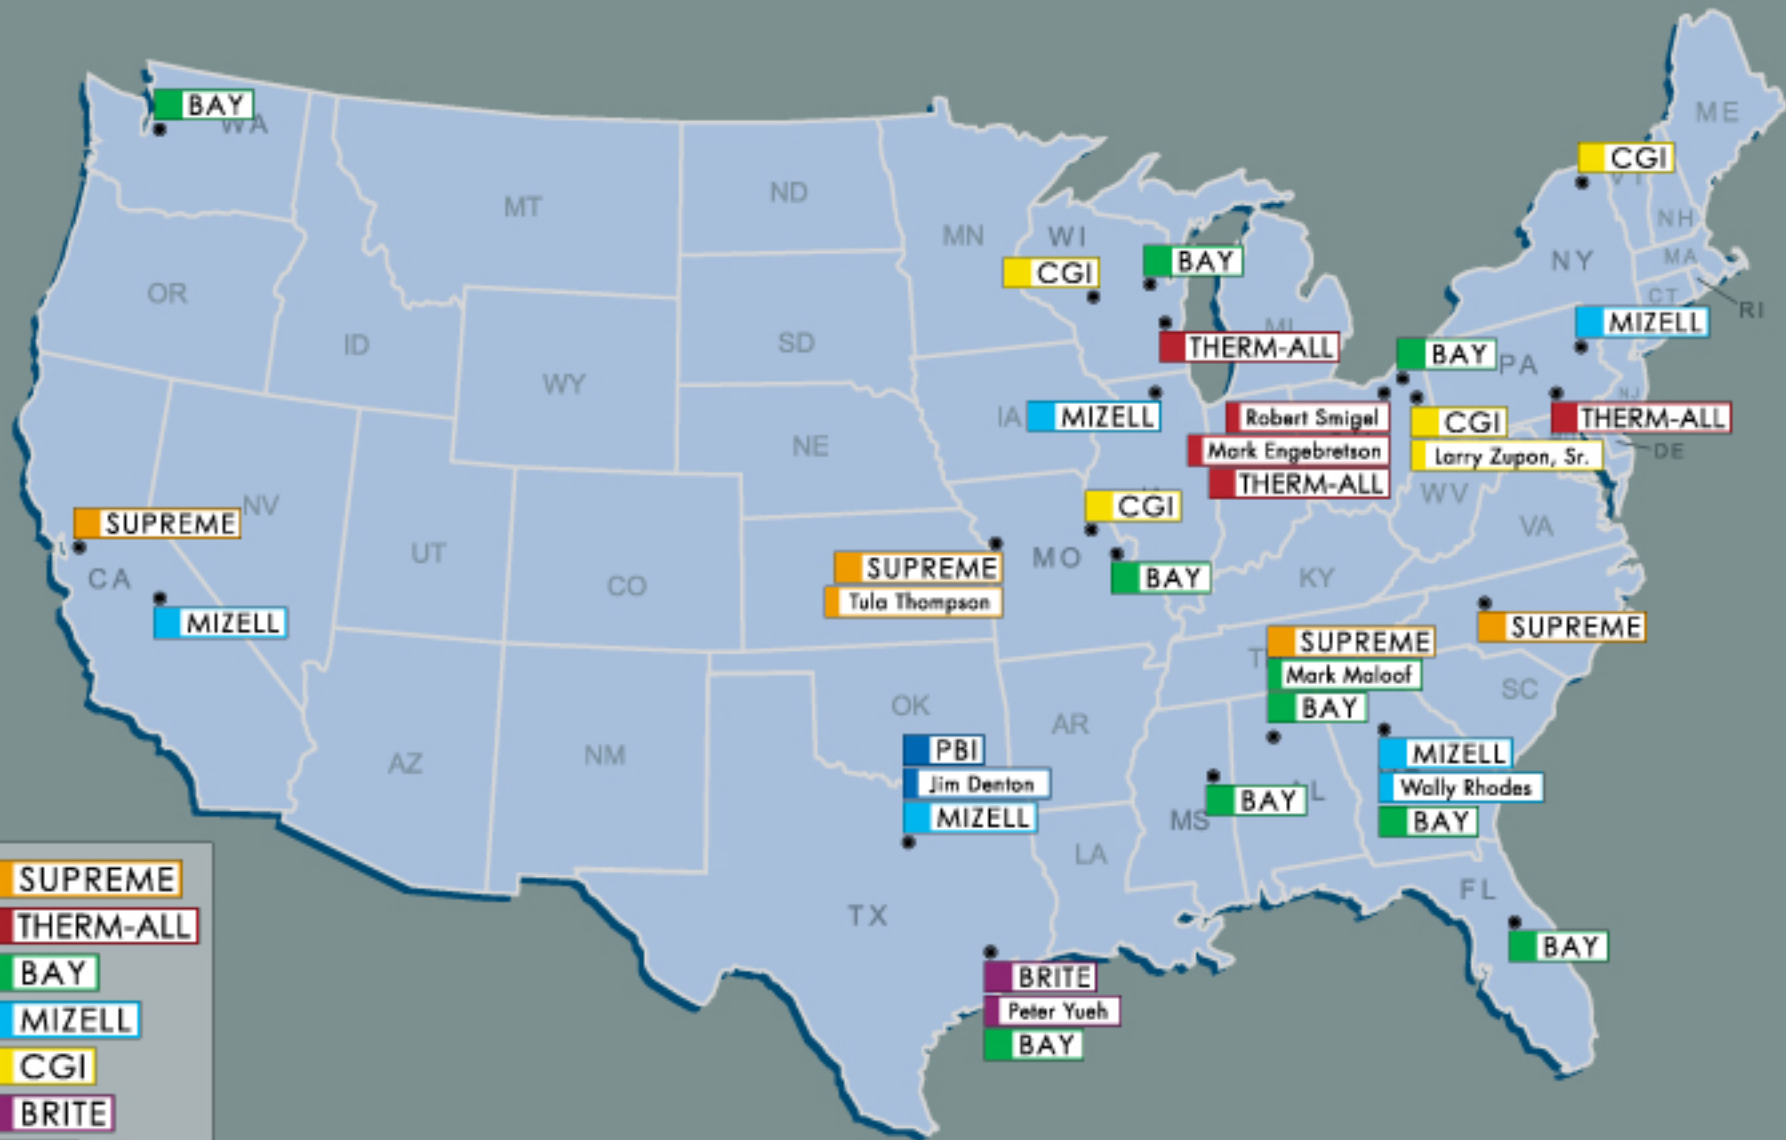 BAY
WA
ME
CGI
VT
MT
ND
MN
WI
NH
OR
CGI
BAY
NY
MA
CT
RI
ID
SD
MI
THERM-ALL
MIZELL
WY
BAY
PA
NJ
IA
MIZELL
Robert Smigel
CGI
THERM-ALL
NE
Mark Engebretson
Larry Zupon, Sr.
DE
THERM-ALL
WV
NV
CGI
SUPREME
VA
UT
MO
CA
CO
SUPREME
BAY
KY
Tula Thompson
MIZELL
SUPREME
SUPREME
Mark Maloof
SC
OK
AR
BAY
AZ
NM
PBI
MIZELL
Jim Denton
Wally Rhodes
MIZELL
MS
BAY
AL
BAY
LA
SUPREME
FL
TX
THERM-ALL
BAY
BAY
BRITE
MIZELL
Peter Yueh
BAY
CGI
BRITE